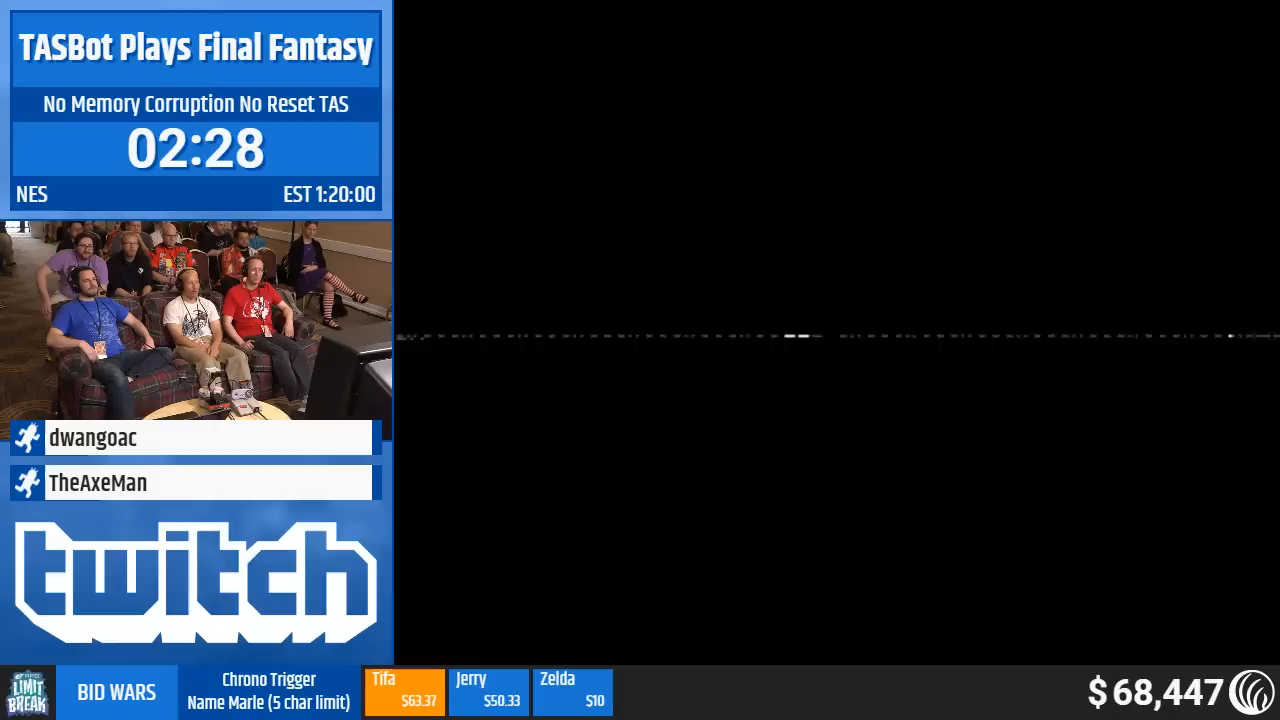 TASBot Plays Final Fantasy
No Memory Corruption No Reset TAS
02:28
NES
EST 1:20:00
dwangoac
TheAxeMan
twitch
RPG LIMIT BREAK
BID WARS
Chrono Trigger
Name Marle (5 char limit)
Tifa
$63.37
Jerry
$50.33
Zelda
$10
$68,447